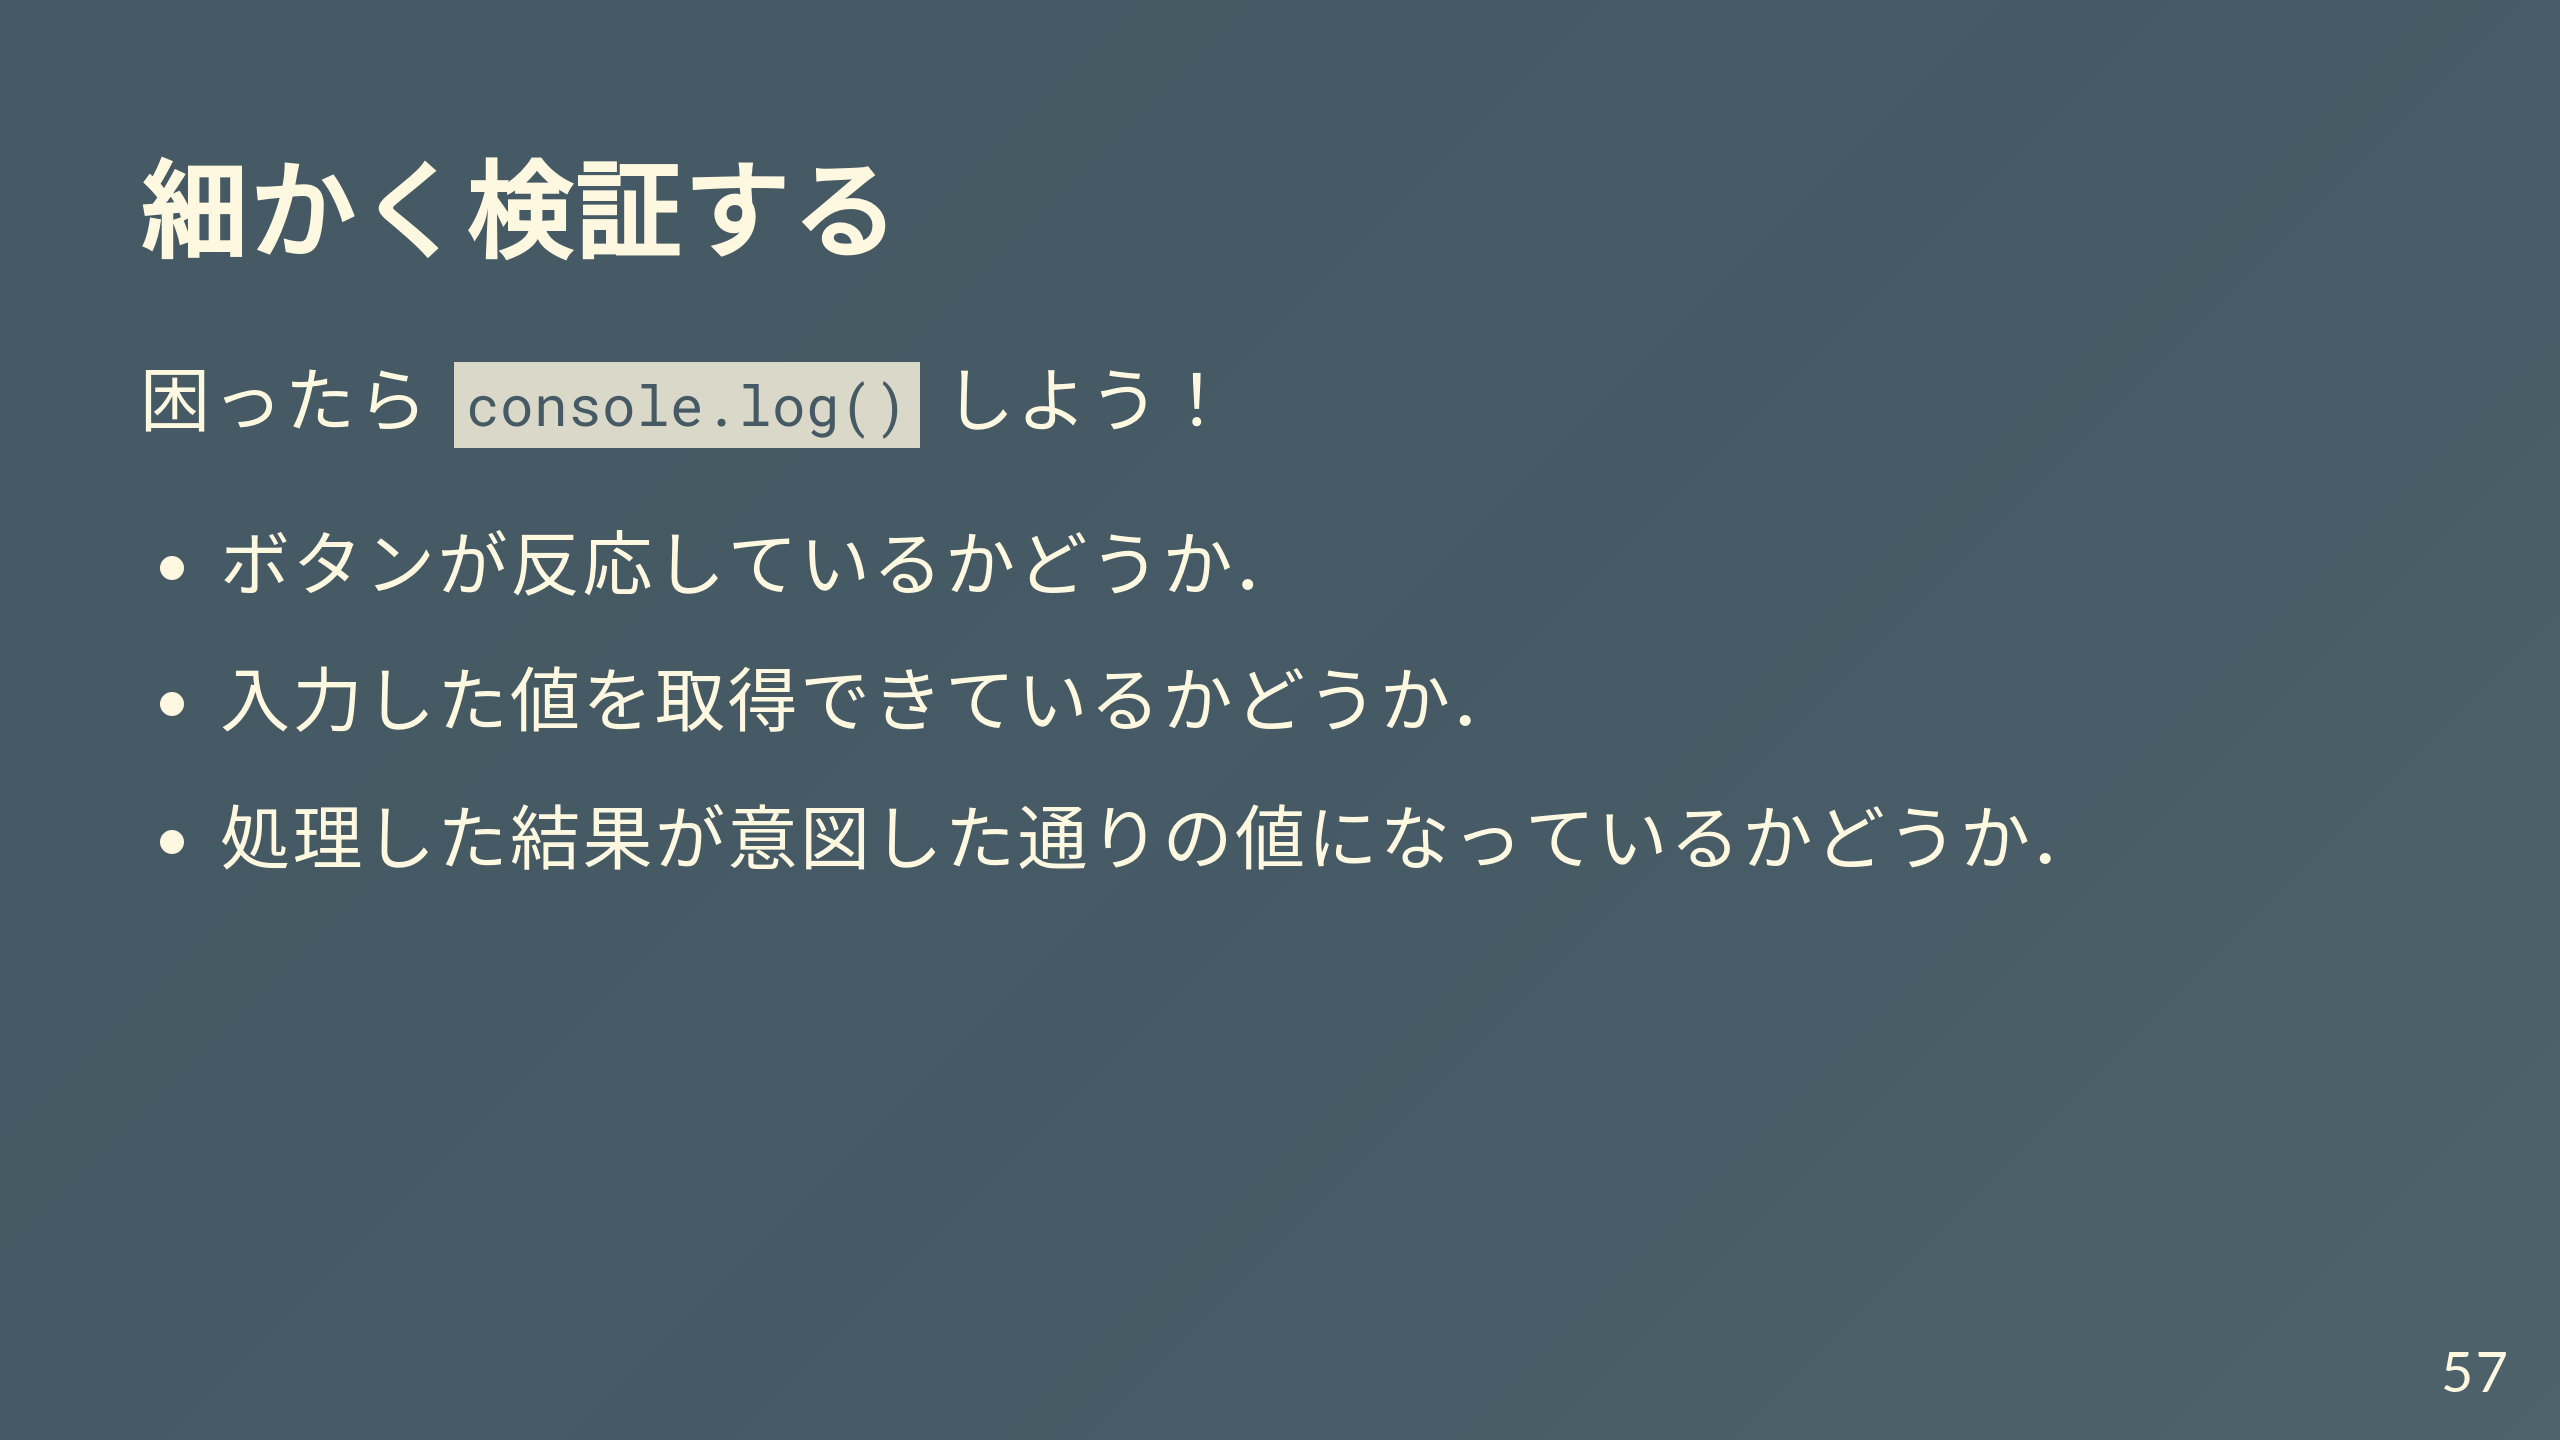 細かく検証する
困ったら console.log() しよう！
• ボタンが反応しているかどうか．
• 入力した値を取得できているかどうか．
• 処理した結果が意図した通りの値になっているかどうか．
57